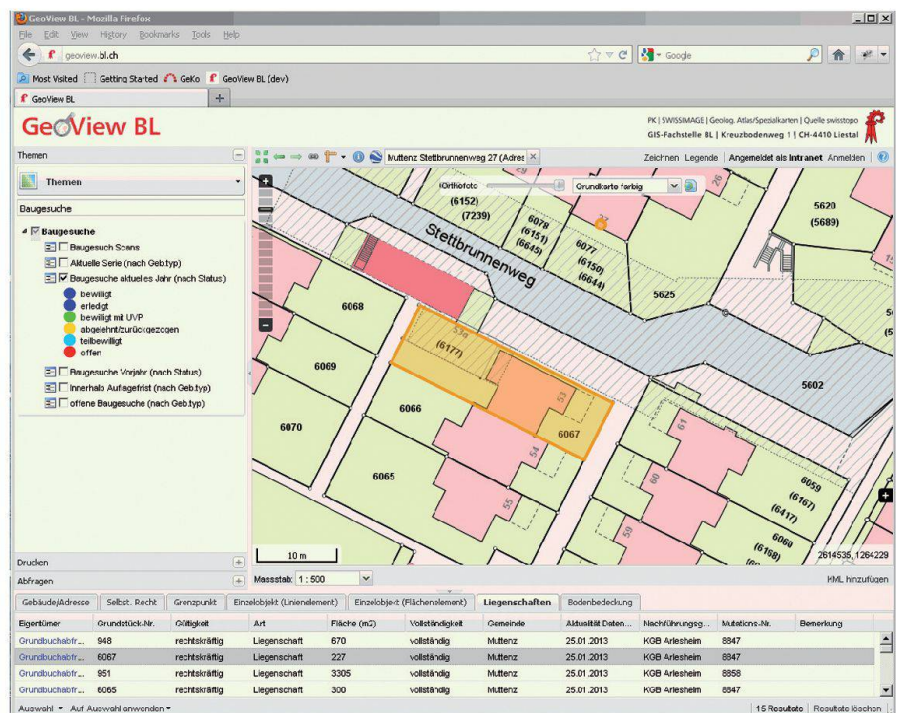 GeoView BL - Mozilla Firefox
File Edit View History Bookmarks Tools Help
geoview.bl.ch
Google
Most Visited Getting Started GeKo GeoView BL (dev)
GeoView BL
GeoView BL
PK | SWISSIMAGE | Geolog. Atlas/Spezialkarten | Quelle swisstopo
GIS-Fachstelle BL | Kreuzbodenweg 1 | CH-4410 Liestal
Themen
Muttenz Stettbrunnenweg 27 (Adres
Zeichnen Legende Angemeldet als Intranet Anmelden
Themen
Baugesuche
Baugesuche
Baugesuch Scans
Aktuelle Serie (nach Geb.typ)
Baugesuche aktuelles Jahr (nach Status)
bewilligt
erledigt
bewilligt mit UVP
abgelehnt/zurückgezogen
teilbewilligt
offen
Baugesuche Vorjahr (nach Status)
Innerhalb Auflagefrist (nach Geb.typ)
offene Baugesuche (nach Geb.typ)
Orthofoto
Grundkarte farbig
(6152)
(7239)
6078
(6151)
(6645)
27
26
6077
(6150)
(6644)
5620
(5689)
Stettbrunnenweg
5625
6068
53a
(6177)
5602
6069
6066
53
6067
61
6070
54
6065
60
6059
(6167)
(6417)
55
59
6060
(6168)
10 m
2614535, 1264229
Drucken
Abfragen
Massstab: 1 : 500
KML hinzufügen
Gebäude/Adresse Selbst. Recht Grenzpunkt Einzelobjekt (Linienelement) Einzelobjekt (Flächenelement) Liegenschaften Bodenbedeckung
Eigentümer Grundstück-Nr. Gültigkeit Art Fläche (m2) Vollständigkeit Gemeinde Aktualität Daten... Nachführungsg... Mutations-Nr. Bemerkung
Grundbuchabfr... 948 rechtskräftig Liegenschaft 670 vollständig Muttenz 25.01.2013 KGB Arlesheim 8847
Grundbuchabfr... 6067 rechtskräftig Liegenschaft 227 vollständig Muttenz 25.01.2013 KGB Arlesheim 8847
Grundbuchabfr... 951 rechtskräftig Liegenschaft 3305 vollständig Muttenz 25.01.2013 KGB Arlesheim 8858
Grundbuchabfr... 6065 rechtskräftig Liegenschaft 300 vollständig Muttenz 25.01.2013 KGB Arlesheim 8847
Auswahl Auf Auswahl anwenden
15 Resultate Resultate löschen